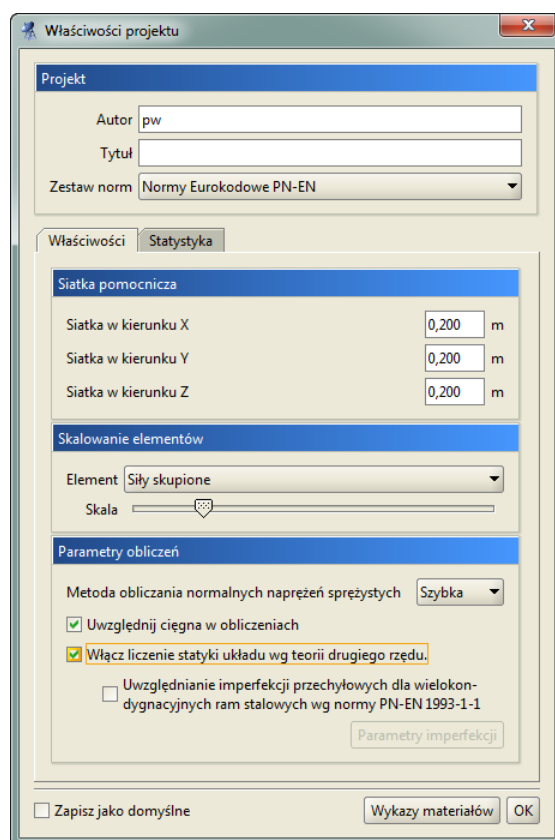 Właściwości projektu
Projekt
Autor pw
Tytuł
Zestaw norm Normy Eurokodowe PN-EN
Właściwości Statystyka
Siatka pomocnicza
Siatka w kierunku X 0,200 m
Siatka w kierunku Y 0,200 m
Siatka w kierunku Z 0,200 m
Skalowanie elementów
Element Siły skupione
Skala
Parametry obliczeń
Metoda obliczania normalnych naprężeń sprężystych Szybka
Uwzględnij cięgna w obliczeniach
Włącz liczenie statyki układu wg teorii drugiego rzędu.
Uwzględnianie imperfekcji przechyłowych dla wielokon-
dygnacyjnych ram stalowych wg normy PN-EN 1993-1-1
Parametry imperfekcji
Zapisz jako domyślne Wykazy materiałów OK